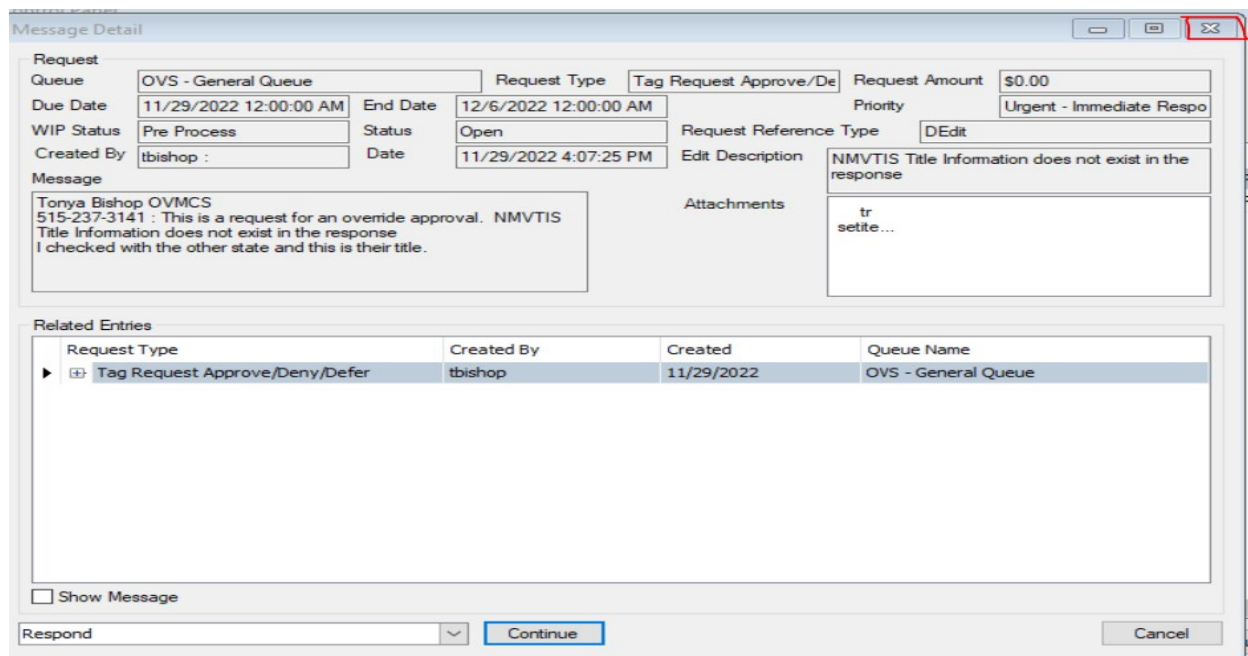 Message Detail
Request
Queue OVS - General Queue Request Type Tag Request Approve/De Request Amount $0.00
Due Date 11/29/2022 12:00:00 AM End Date 12/6/2022 12:00:00 AM Priority Urgent - Immediate Respo
WIP Status Pre Process Status Open Request Reference Type DEdit
Created By tbishop : Date 11/29/2022 4:07:25 PM Edit Description NMVTIS Title Information does not exist in the
response
Message
Tonya Bishop OVMCS
515-237-3141 : This is a request for an override approval. NMVTIS
Title Information does not exist in the response
I checked with the other state and this is their title.
Attachments
tr
setite...
Related Entries
Request Type Created By Created Queue Name
Tag Request Approve/Deny/Defer tbishop 11/29/2022 OVS - General Queue
Show Message
Respond Continue Cancel